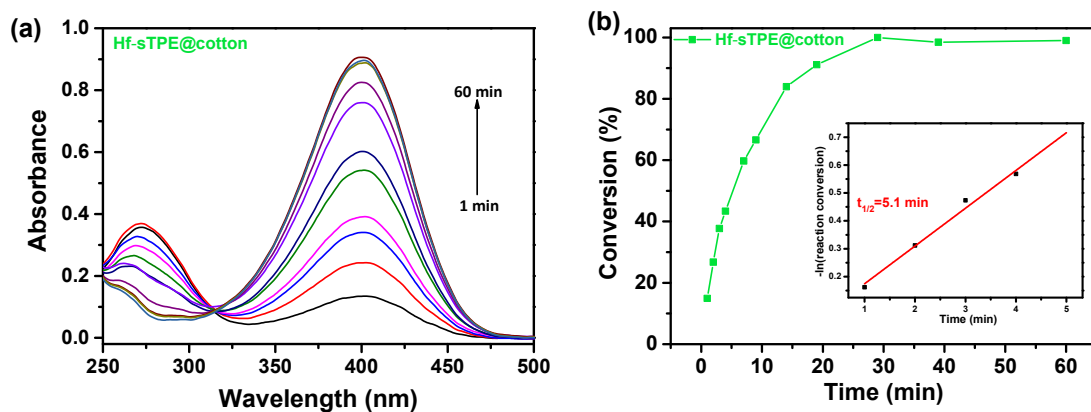 (a)
Hf-sTPE@cotton
60 min
1 min
Absorbance
1.0
0.8
0.6
0.4
0.2
0.0
250
300
350
400
450
500
Wavelength (nm)
(b)
Hf-sTPE@cotton
Conversion (%)
100
80
60
40
20
0
0
10
20
30
40
50
60
Time (min)
-ln(reaction conversion)
0.7
0.6
0.5
0.4
0.3
0.2
t1/2=5.1 min
1
2
3
4
5
Time (min)